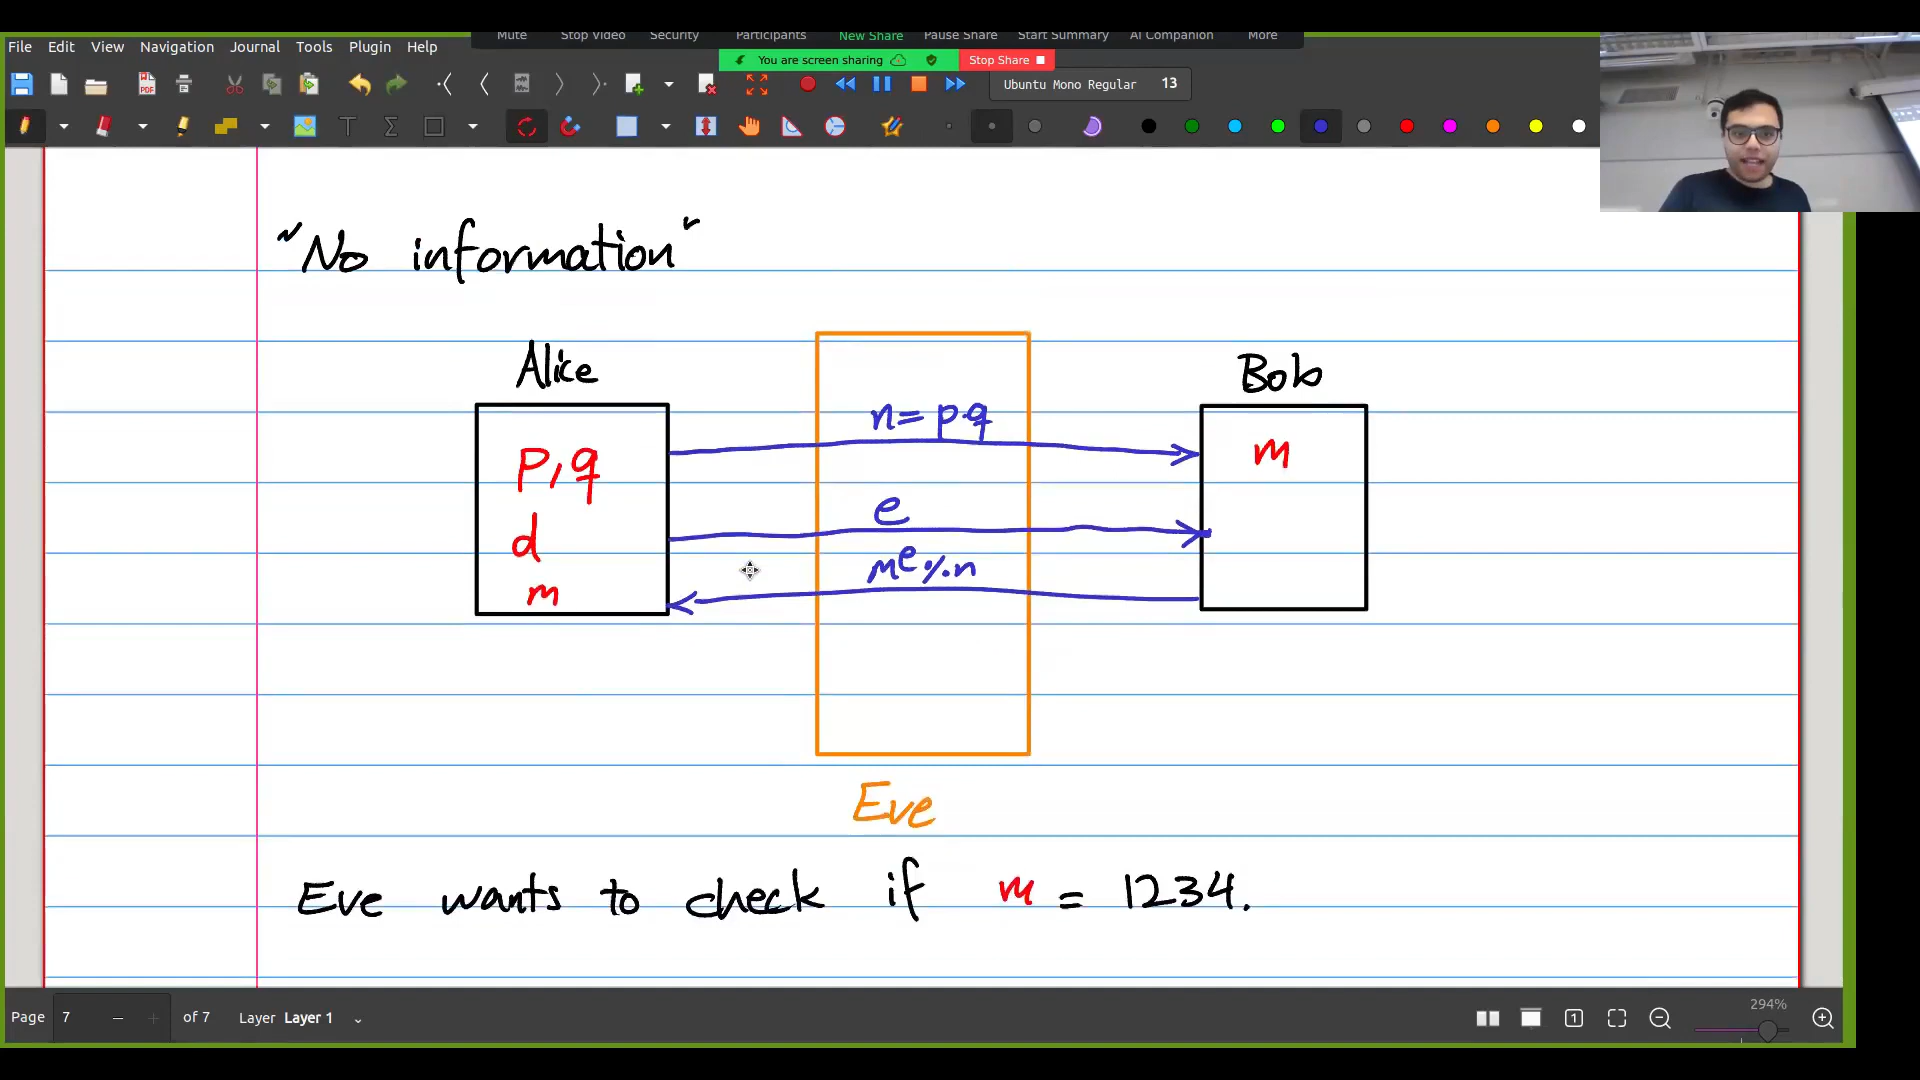 Mute Stop Video Security Participants New Share Pause Share Start Summary AI Companion More
File Edit View Navigation Journal Tools Plugin Help
You are screen sharing Stop Share
Ubuntu Mono Regular 13
"No information"
Alice Bob
n = p·q
p, q m
e
d
m^e % n
m
Eve
Eve wants to check if m = 1234.
Page 7 of 7 Layer Layer 1 294%